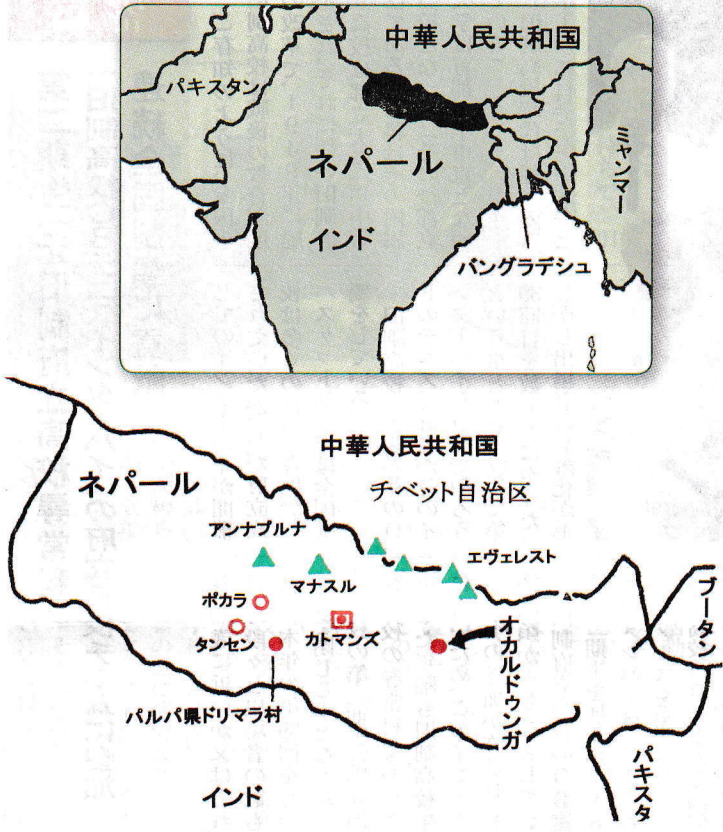 中華人民共和国
パキスタン
ネパール
ミャンマー
インド
バングラデシュ
中華人民共和国
ネパール
チベット自治区
アンナプルナ
エヴェレスト
マナスル
ポカラ
ブータン
タンセン
カトマンズ
オカルドゥンガ
パルパ県ドリマラ村
パキスタ
インド